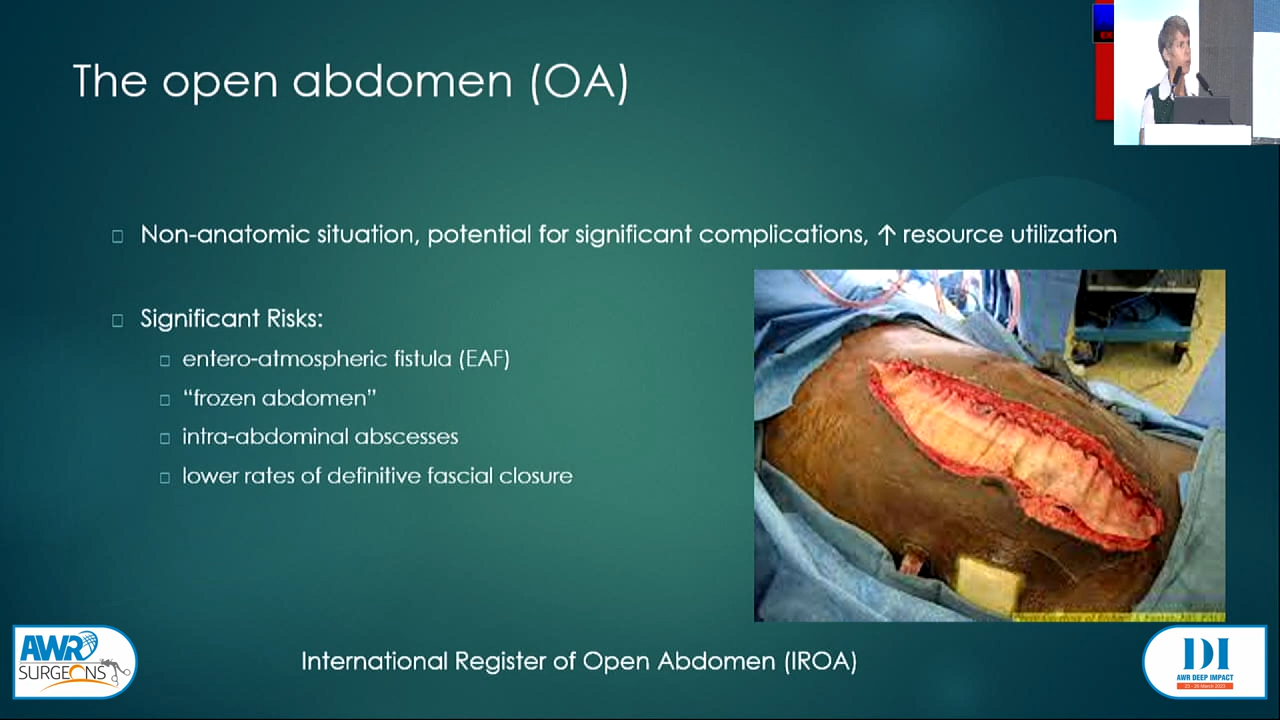 The open abdomen (OA)
Non-anatomic situation, potential for significant complications, ↑ resource utilization
Significant Risks:
entero-atmospheric fistula (EAF)
“frozen abdomen”
intra-abdominal abscesses
lower rates of definitive fascial closure
International Register of Open Abdomen (IROA)
AWR
SURGEONS
DI
AWR DEEP IMPACT